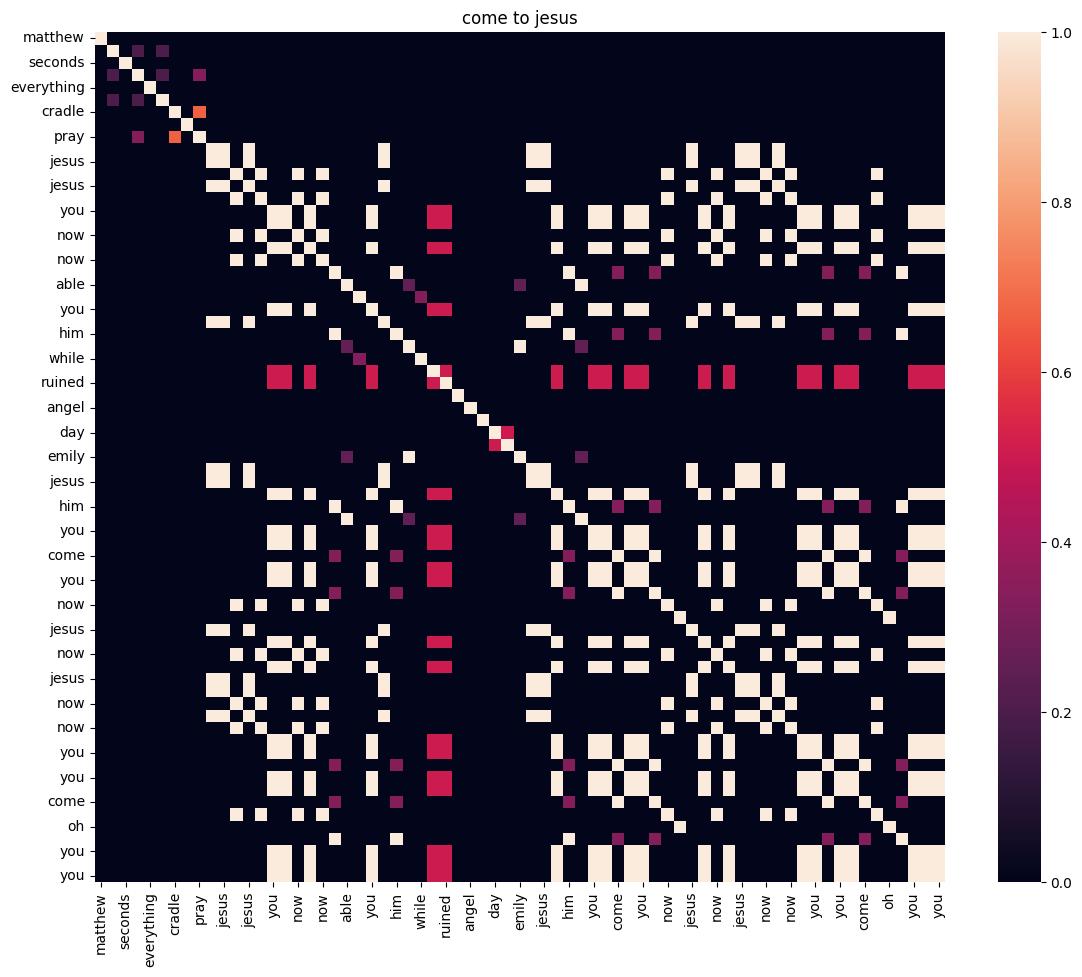 come to jesus
matthew
seconds
everything
cradle
pray
jesus
jesus
you
now
now
able
you
him
while
ruined
angel
day
emily
jesus
him
you
come
you
now
jesus
now
jesus
now
now
you
you
come
oh
you
you
matthew
seconds
everything
cradle
pray
jesus
jesus
you
now
now
able
you
him
while
ruined
angel
day
emily
jesus
him
you
come
you
now
jesus
now
jesus
now
now
you
you
come
oh
you
you
1.0
0.8
0.6
0.4
0.2
0.0